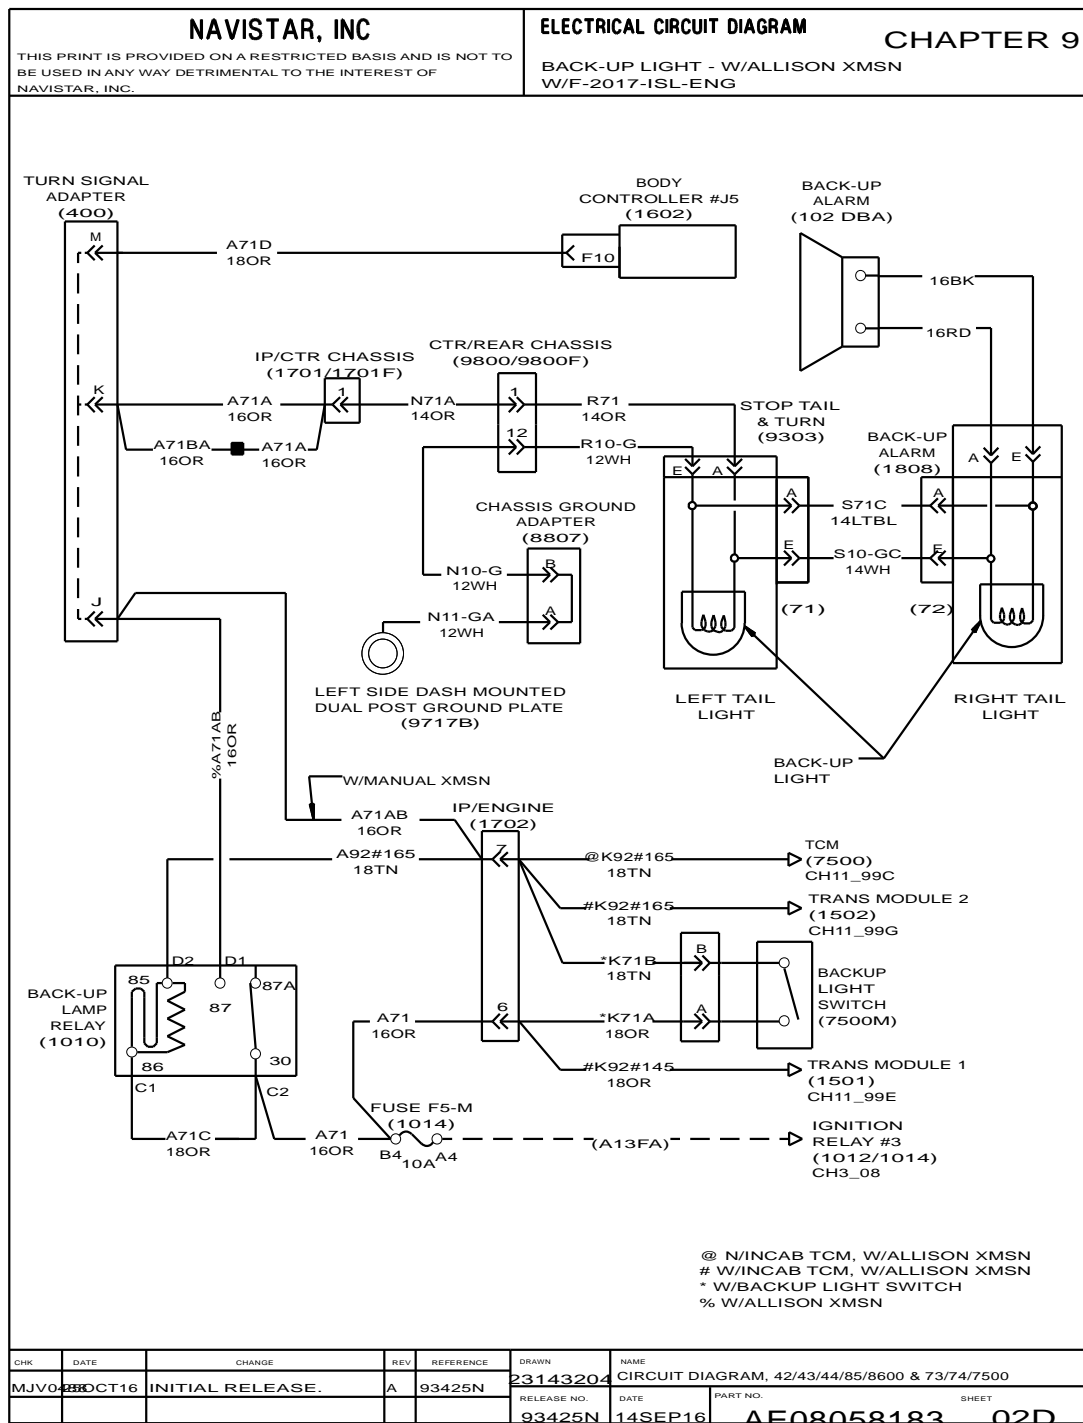 NAVISTAR, INC
THIS PRINT IS PROVIDED ON A RESTRICTED BASIS AND IS NOT TO
BE USED IN ANY WAY DETRIMENTAL TO THE INTEREST OF
NAVISTAR, INC.
ELECTRICAL CIRCUIT DIAGRAM
CHAPTER 9
BACK-UP LIGHT - W/ALLISON XMSN
W/F-2017-ISL-ENG
TURN SIGNAL
ADAPTER
(400)
M
A71D
18OR
BODY
CONTROLLER #J5
(1602)
F10
BACK-UP
ALARM
(102 DBA)
16BK
16RD
IP/CTR CHASSIS
(1701/1701F)
CTR/REAR CHASSIS
(9800/9800F)
K
A71A
16OR
1
N71A
14OR
1
R71
14OR
A71BA
16OR
A71A
16OR
12
R10-G
12WH
STOP TAIL
& TURN
(9303)
BACK-UP
ALARM
(1808)
A
E
E
A
CHASSIS GROUND
ADAPTER
(8807)
A
S71C
14LTBL
A
E
S10-GC
14WH
E
N10-G
12WH
B
N11-GA
12WH
A
(71)
(72)
J
LEFT SIDE DASH MOUNTED
DUAL POST GROUND PLATE
(9717B)
LEFT TAIL
LIGHT
RIGHT TAIL
LIGHT
BACK-UP
LIGHT
%A71AB
16OR
W/MANUAL XMSN
A71AB
16OR
IP/ENGINE
(1702)
A92#165
18TN
7
@K92#165
18TN
TCM
(7500)
CH11_99C
#K92#165
18TN
TRANS MODULE 2
(1502)
CH11_99G
*K71B
18TN
B
BACKUP
LIGHT
SWITCH
(7500M)
D2
D1
85
87
87A
BACK-UP
LAMP
RELAY
(1010)
86
30
C1
C2
A71
16OR
6
*K71A
18OR
A
#K92#145
18OR
TRANS MODULE 1
(1501)
CH11_99E
A71C
18OR
A71
16OR
FUSE F5-M
(1014)
B4
10A
A4
(A13FA)
IGNITION
RELAY #3
(1012/1014)
CH3_08
@ N/INCAB TCM, W/ALLISON XMSN
# W/INCAB TCM, W/ALLISON XMSN
* W/BACKUP LIGHT SWITCH
% W/ALLISON XMSN
CHK DATE CHANGE REV REFERENCE
INITIAL RELEASE. A 93425N
DRAWN
23143204
NAME
CIRCUIT DIAGRAM, 42/43/44/85/8600 & 73/74/7500
RELEASE NO.
93425N
DATE
14SEP16
PART NO.
AE08058183
SHEET
02D